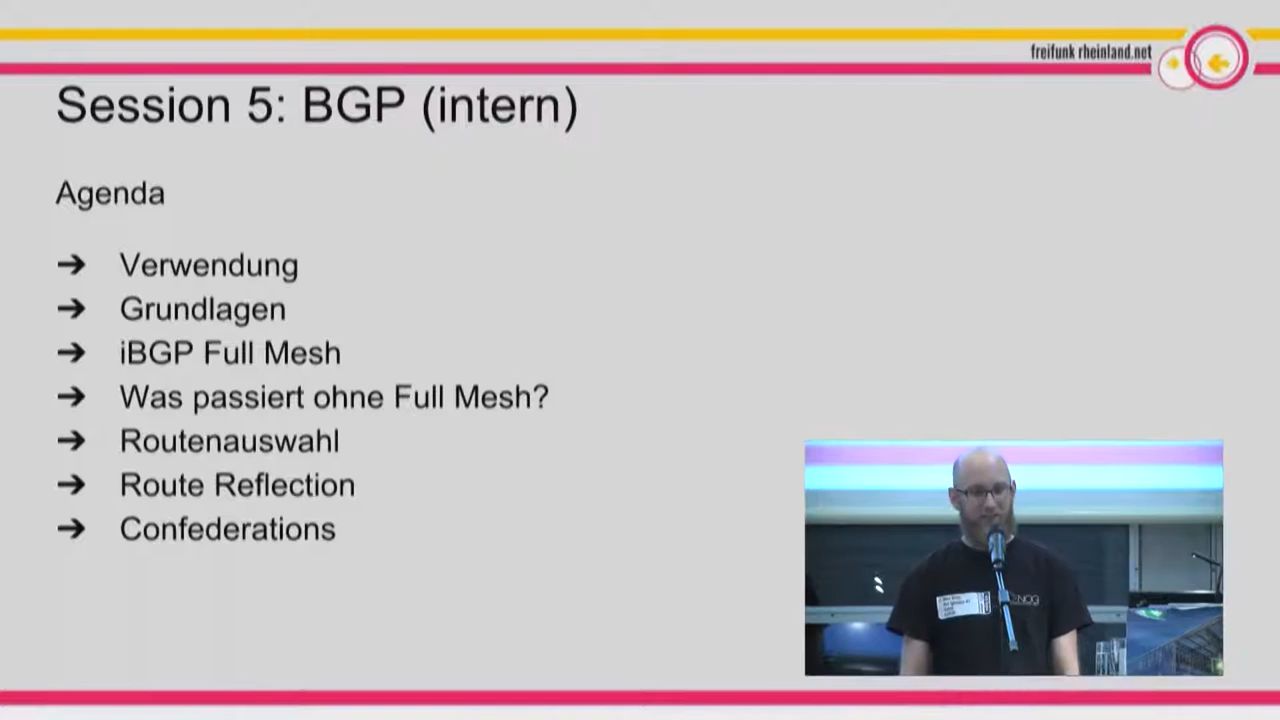 freifunk rheinland.net
Session 5: BGP (intern)
Agenda
➔ Verwendung
➔ Grundlagen
➔ iBGP Full Mesh
➔ Was passiert ohne Full Mesh?
➔ Routenauswahl
➔ Route Reflection
➔ Confederations